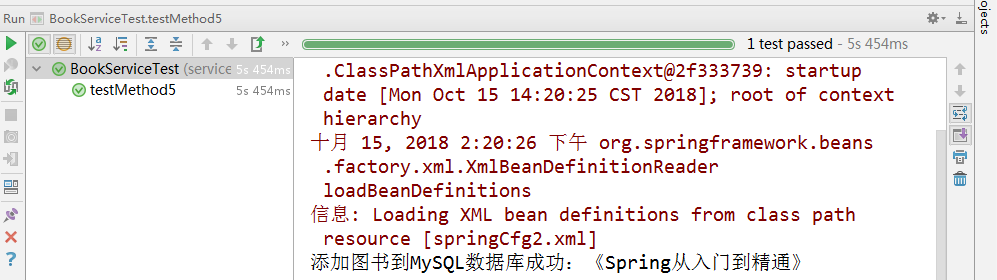 Run BookServiceTest.testMethod5
1 test passed - 5s 454ms
BookServiceTest (service 5s 454ms
testMethod5 5s 454ms
.ClassPathXmlApplicationContext@2f333739: startup
date [Mon Oct 15 14:20:25 CST 2018]; root of context
hierarchy
十月 15, 2018 2:20:26 下午 org.springframework.beans
.factory.xml.XmlBeanDefinitionReader
loadBeanDefinitions
信息: Loading XML bean definitions from class path
resource [springCfg2.xml]
添加图书到MySQL数据库成功：《Spring从入门到精通》
ojects